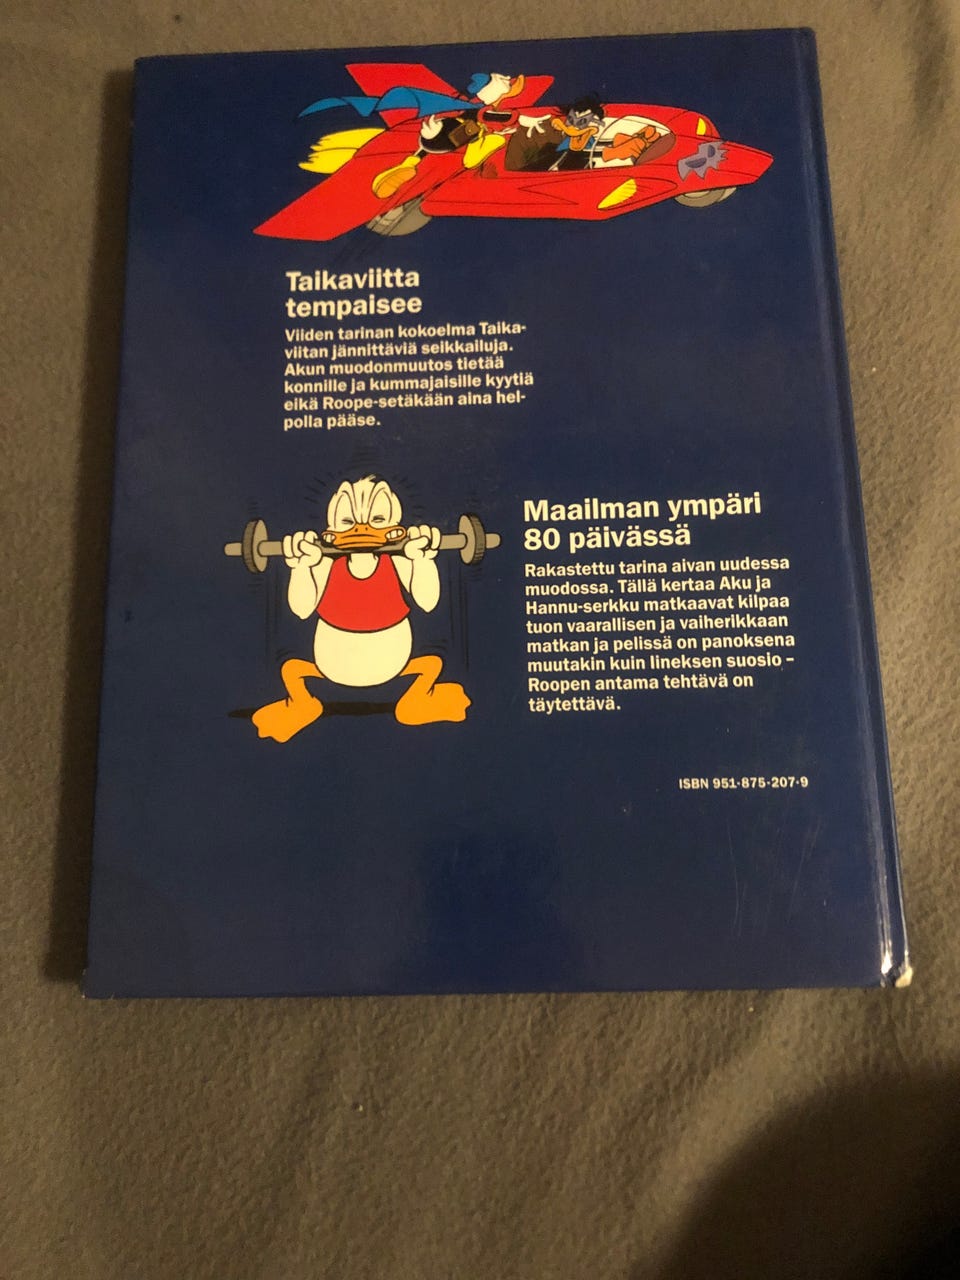 Taikaviitta
tempaisee
Viiden tarinan kokoelma Taika-
viitan jännittäviä seikkailuja.
Akun muodonmuutos tietää
konnille ja kummajaisille kyytiä
eikä Roope-setäkään aina hel-
polla pääse.
Maailman ympäri
80 päivässä
Rakastettu tarina aivan uudessa
muodossa. Tällä kertaa Aku ja
Hannu-serkku matkaavat kilpaa
tuon vaarallisen ja vaiherikkaan
matkan ja pelissä on panoksena
muutakin kuin Iineksen suosio –
Roopen antama tehtävä on
täytettävä.
ISBN 951-875-207-9